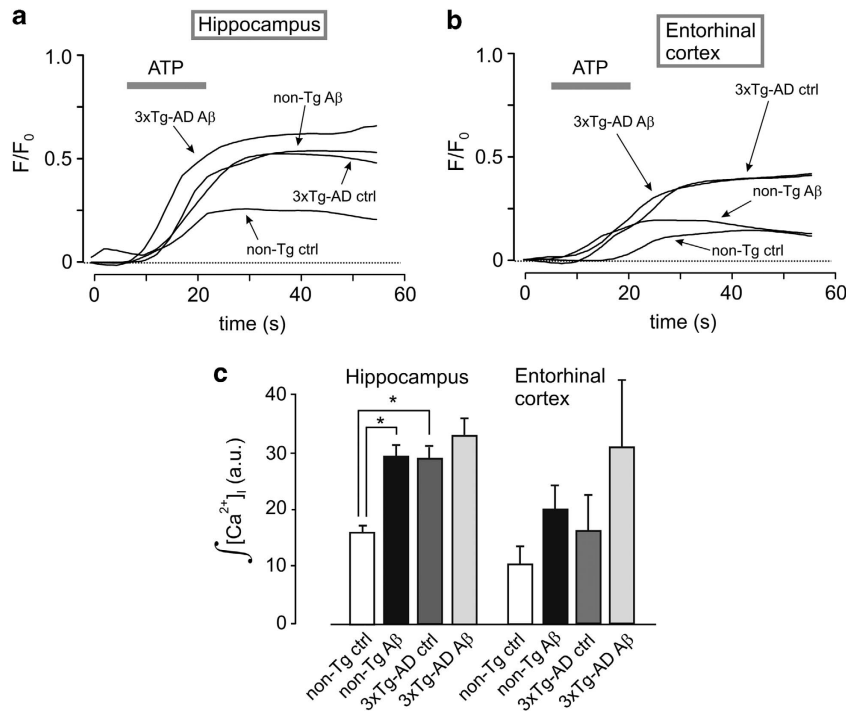 a
Hippocampus
1.0
0.5
0
F/F0
ATP
3xTg-AD Aβ
non-Tg Aβ
3xTg-AD ctrl
non-Tg ctrl
0 20 40 60
time (s)
b
Entorhinal
cortex
1.0
0.5
0
F/F0
ATP
3xTg-AD ctrl
3xTg-AD Aβ
non-Tg Aβ
non-Tg ctrl
0 20 40 60
time (s)
c
Hippocampus
Entorhinal
cortex
40
30
20
10
0
∫[Ca2+]I (a.u.)
*
*
non-Tg ctrl
non-Tg Aβ
3xTg-AD ctrl
3xTg-AD Aβ
non-Tg ctrl
non-Tg Aβ
3xTg-AD ctrl
3xTg-AD Aβ